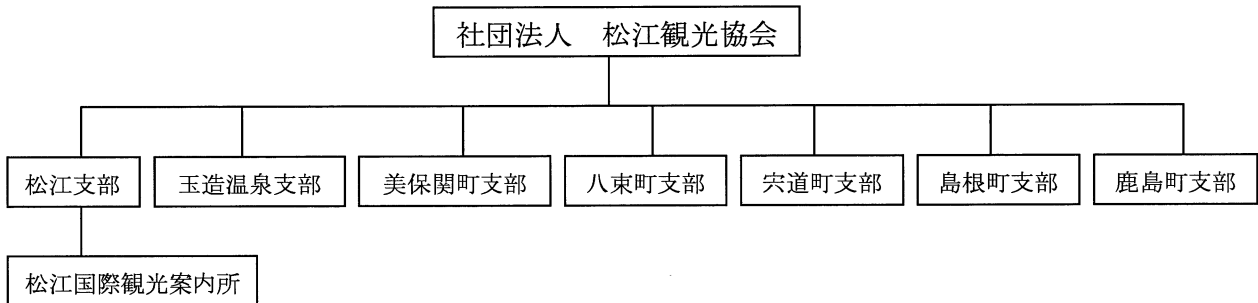 社団法人　松江観光協会
松江支部
玉造温泉支部
美保関町支部
八束町支部
宍道町支部
島根町支部
鹿島町支部
松江国際観光案内所